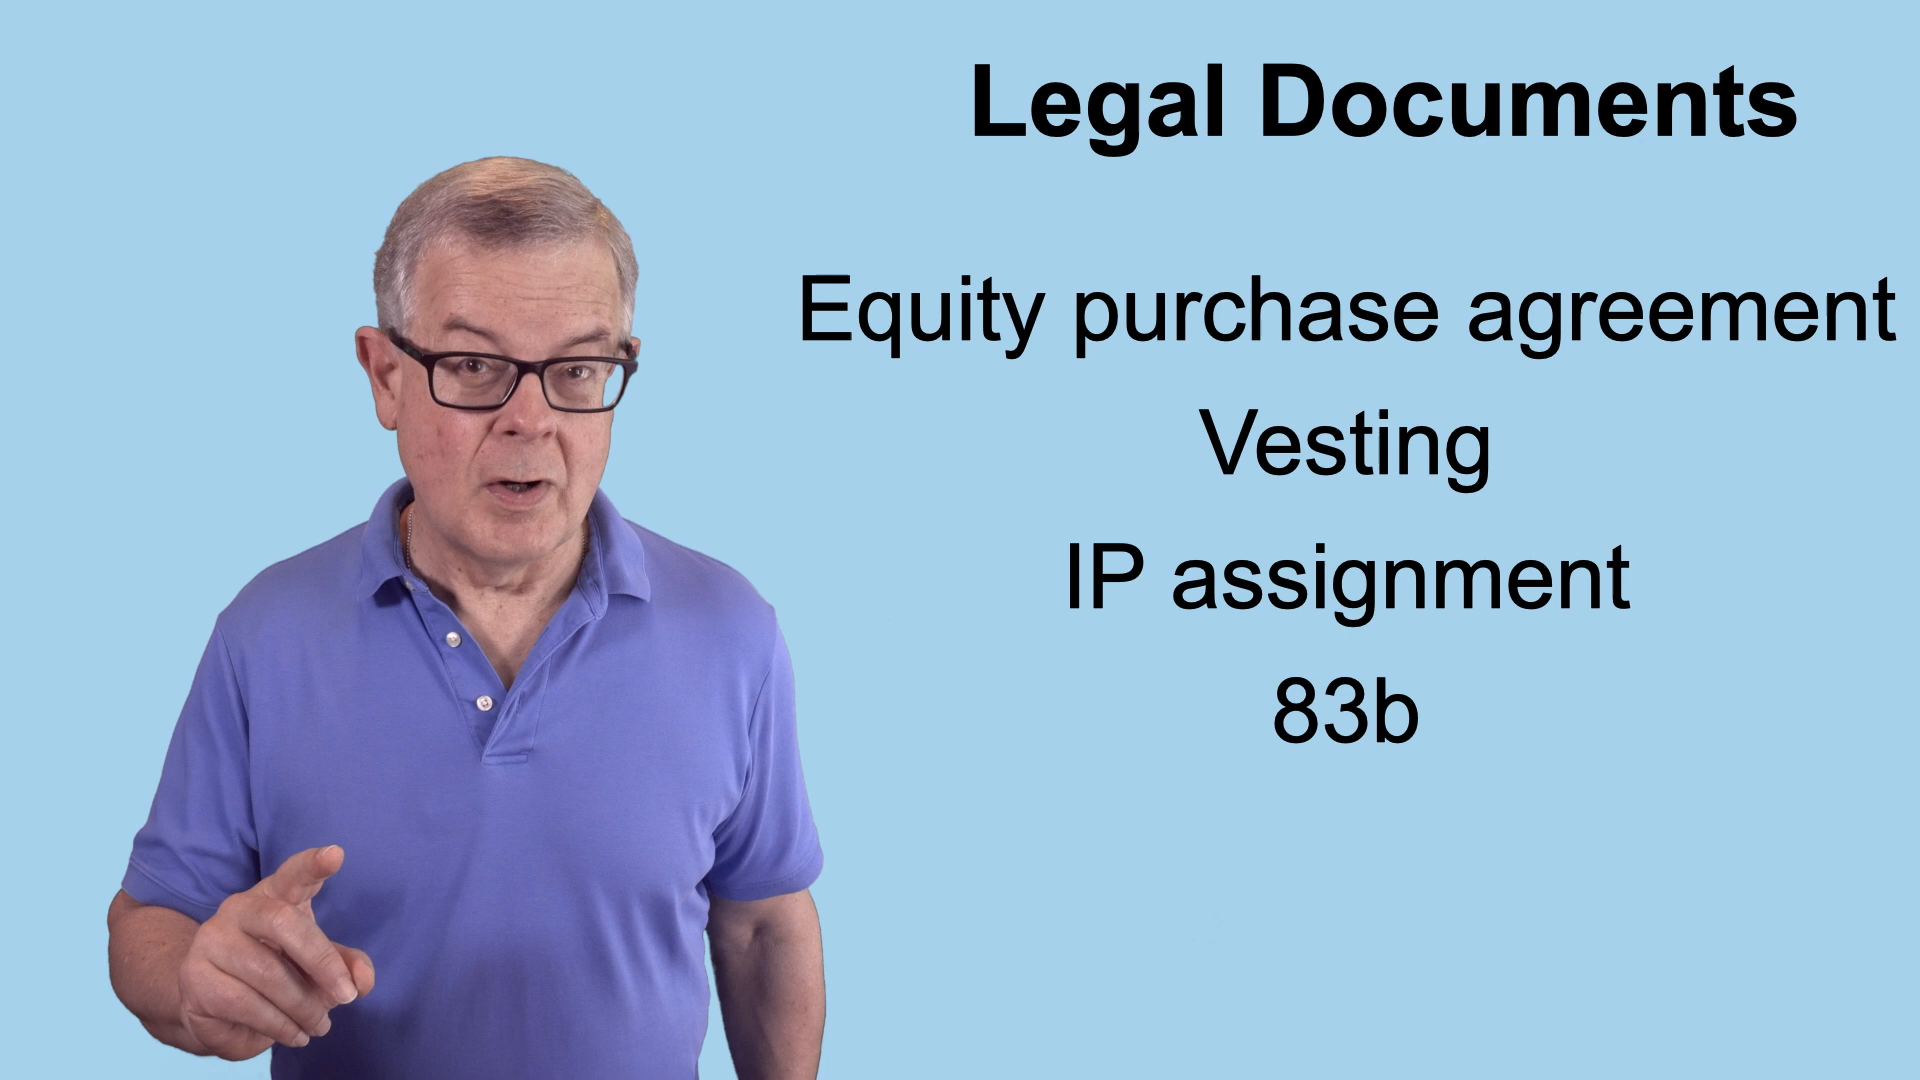 Legal Documents
Equity purchase agreement
Vesting
IP assignment
83b